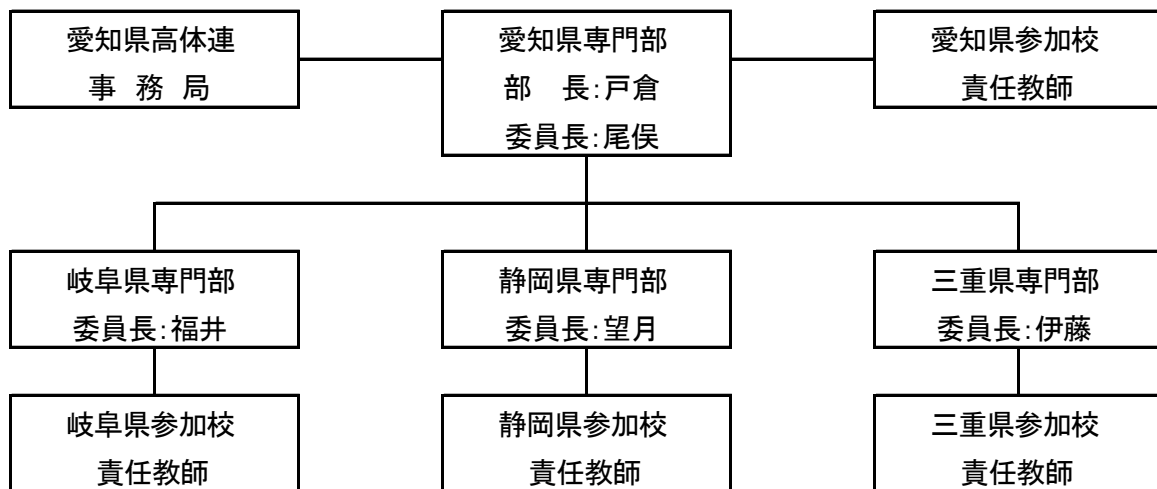 愛知県高体連
事 務 局
愛知県専門部
部　長：戸倉
委員長：尾俣
愛知県参加校
責任教師
岐阜県専門部
委員長：福井
静岡県専門部
委員長：望月
三重県専門部
委員長：伊藤
岐阜県参加校
責任教師
静岡県参加校
責任教師
三重県参加校
責任教師